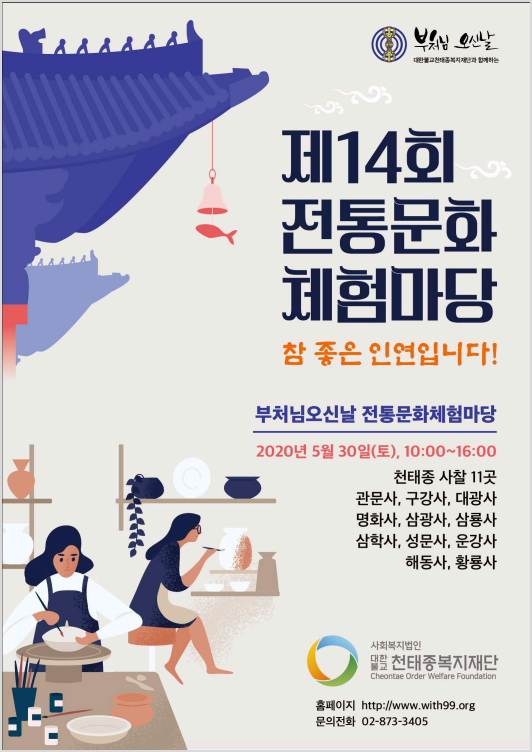 부처님 오신날
대한불교천태종복지재단과 함께하는
제14회
전통문화
체험마당
참 좋은 인연입니다!
부처님오신날 전통문화체험마당
2020년 5월 30일(토), 10:00~16:00
천태종 사찰 11곳
관문사, 구강사, 대광사
명화사, 삼광사, 삼룡사
삼학사, 성문사, 운강사
해동사, 황룡사
사회복지법인
대한불교 천태종복지재단
Cheontae Order Welfare Foundation
홈페이지 http://www.with99.org
문의전화 02-873-3405